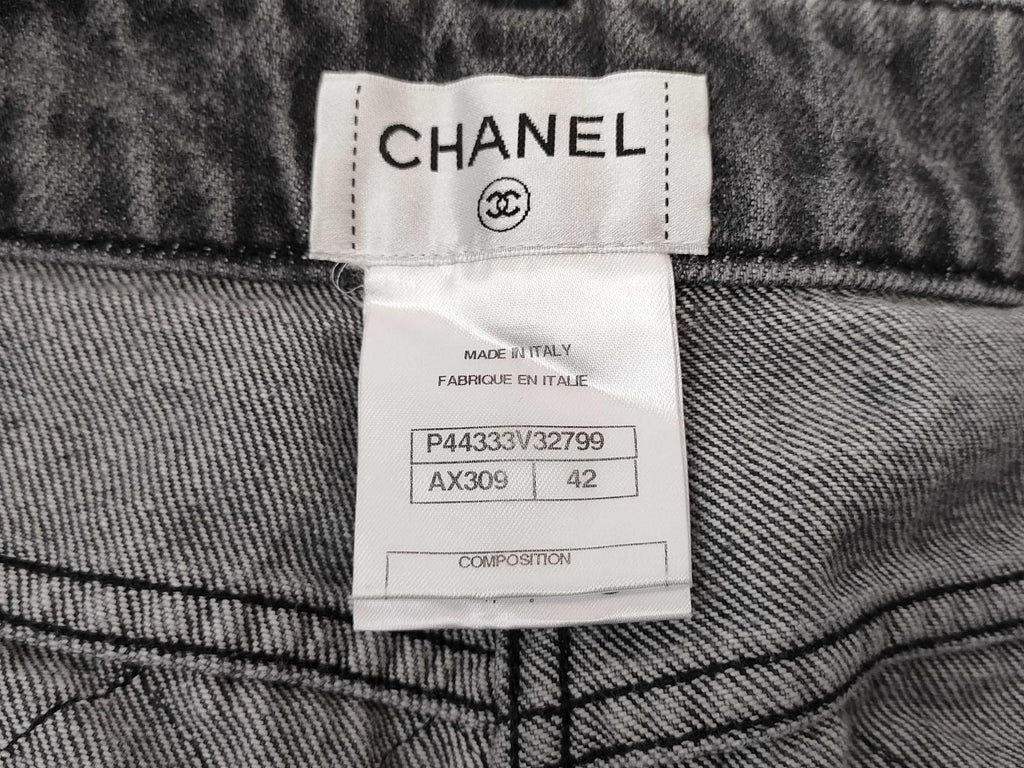 CHANEL
MADE IN ITALY
FABRIQUE EN ITALIE
P44333V32799
AX309 42
COMPOSITION